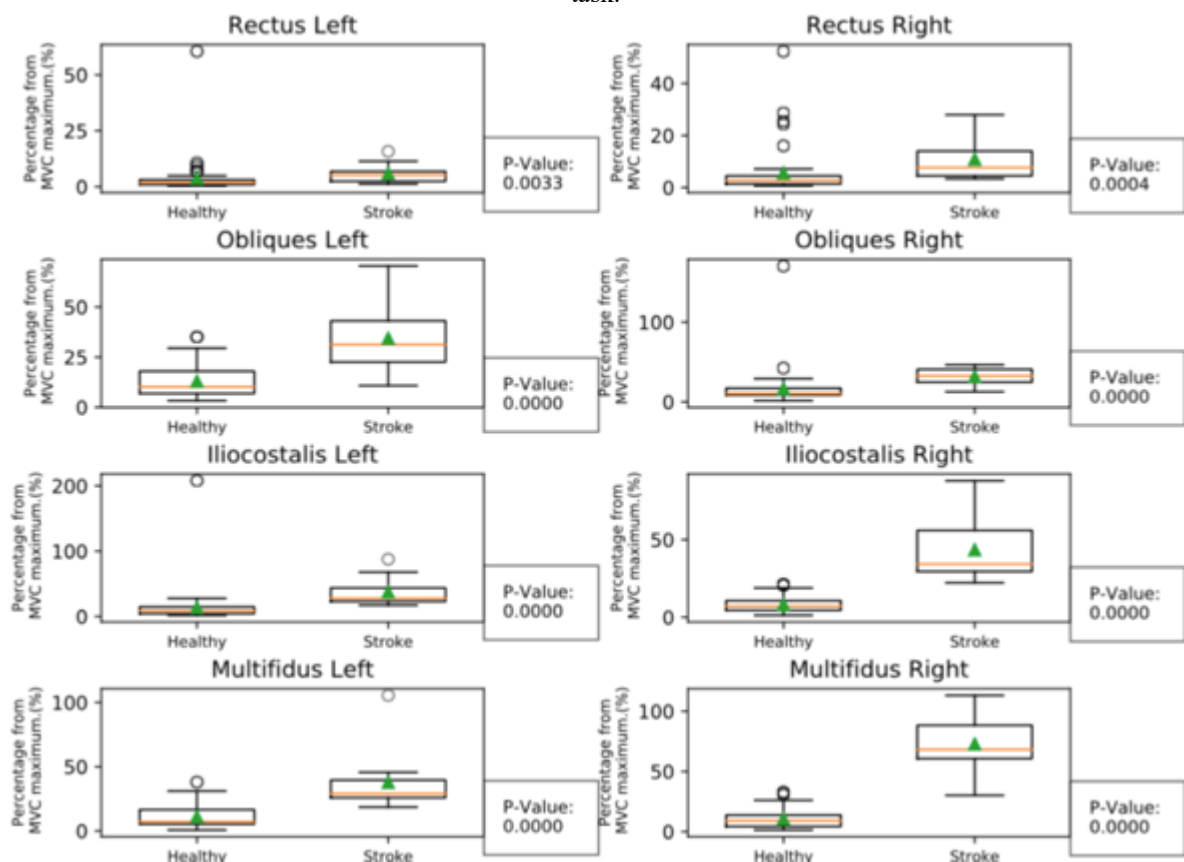 task.
Rectus Left
Percentage from
MVC maximum.(%)
50
25
0
Healthy
Stroke
P-Value:
0.0033
Rectus Right
Percentage from
MVC maximum.(%)
40
20
0
Healthy
Stroke
P-Value:
0.0004
Obliques Left
Percentage from
MVC maximum.(%)
50
25
0
Healthy
Stroke
P-Value:
0.0000
Obliques Right
Percentage from
MVC maximum.(%)
100
0
Healthy
Stroke
P-Value:
0.0000
Iliocostalis Left
Percentage from
MVC maximum.(%)
200
100
0
Healthy
Stroke
P-Value:
0.0000
Iliocostalis Right
Percentage from
MVC maximum.(%)
50
0
Healthy
Stroke
P-Value:
0.0000
Multifidus Left
Percentage from
MVC maximum.(%)
100
50
0
Healthy
Stroke
P-Value:
0.0000
Multifidus Right
Percentage from
MVC maximum.(%)
100
50
0
Healthy
Stroke
P-Value:
0.0000